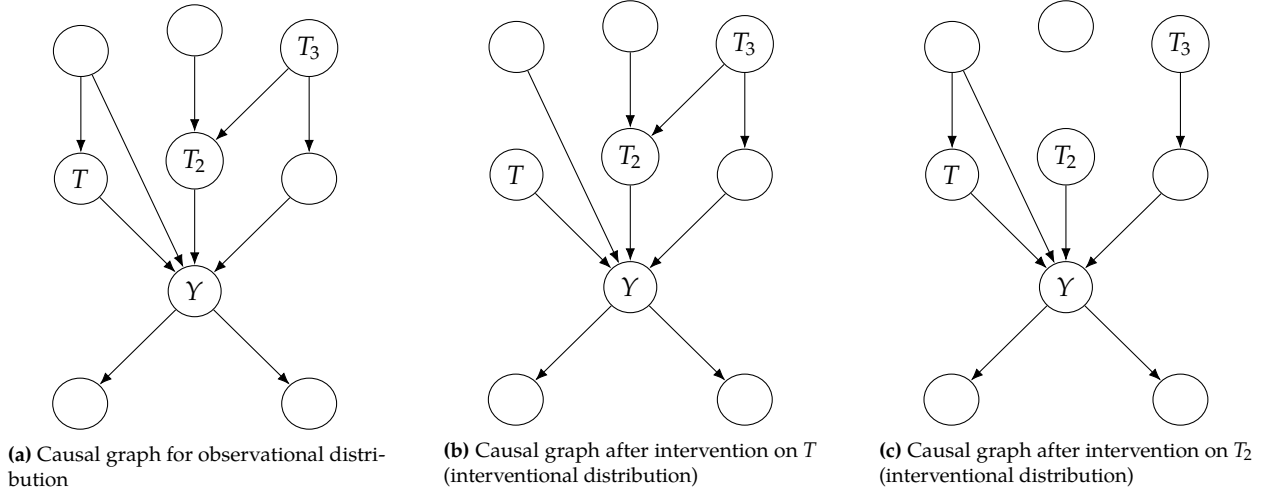 T₃
T₃
T₃
T₂
T₂
T₂
T
T
T
Y
Y
Y
(a) Causal graph for observational distri-
bution
(b) Causal graph after intervention on T
(interventional distribution)
(c) Causal graph after intervention on T₂
(interventional distribution)